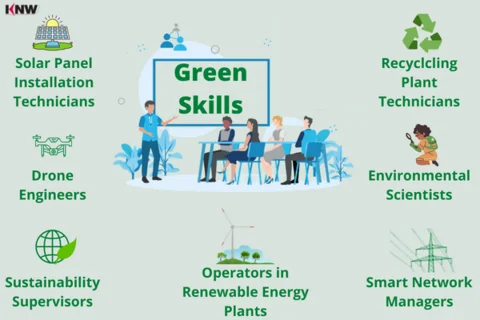 KNW
Green
Skills
Solar Panel
Installation
Technicians
Recyclcling
Plant
Technicians
Drone
Engineers
Environmental
Scientists
Sustainability
Supervisors
Operators in
Renewable Energy
Plants
Smart Network
Managers